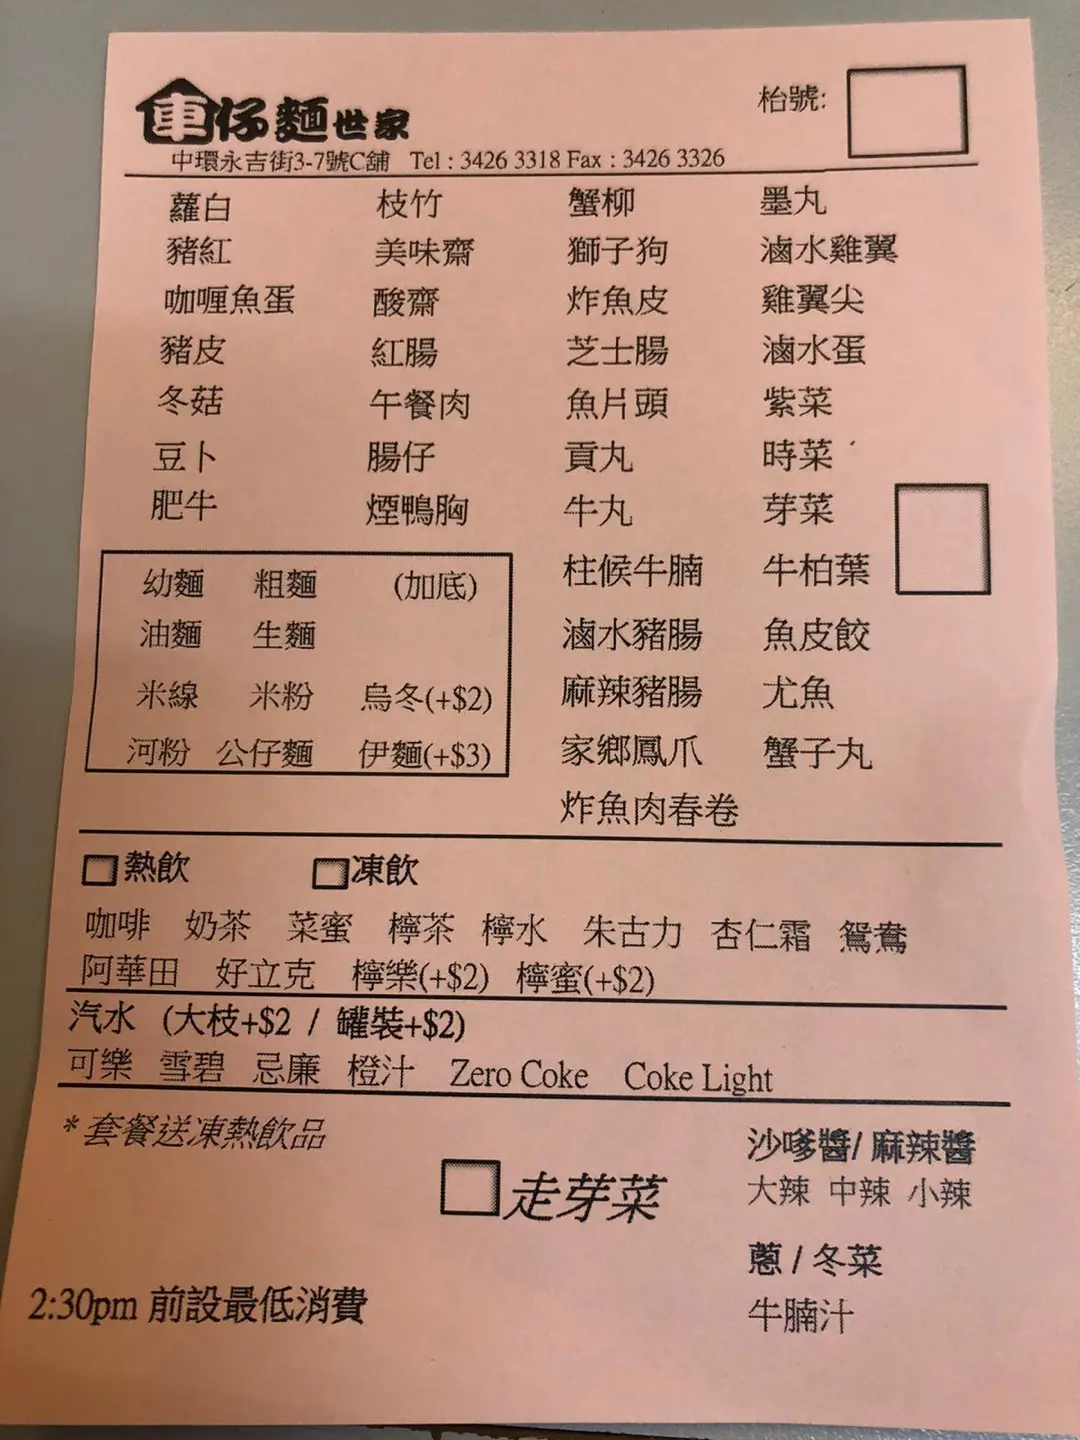 車仔麵世家
枱號:
中環永吉街3-7號C舖 Tel : 3426 3318 Fax : 3426 3326
蘿白 枝竹 蟹柳 墨丸
豬紅 美味齋 獅子狗 滷水雞翼
咖喱魚蛋 酸齋 炸魚皮 雞翼尖
豬皮 紅腸 芝士腸 滷水蛋
冬菇 午餐肉 魚片頭 紫菜
豆卜 腸仔 貢丸 時菜
肥牛 煙鴨胸 牛丸 芽菜
柱候牛腩 牛柏葉
幼麵 粗麵 (加底)
油麵 生麵 滷水豬腸 魚皮餃
米線 米粉 烏冬(+$2) 麻辣豬腸 尤魚
河粉 公仔麵 伊麵(+$3) 家鄉鳳爪 蟹子丸
炸魚肉春卷
熱飲 凍飲
咖啡 奶茶 菜蜜 檸茶 檸水 朱古力 杏仁霜 鴛鴦
阿華田 好立克 檸樂(+$2) 檸蜜(+$2)
汽水 (大枝+$2 / 罐裝+$2)
可樂 雪碧 忌廉 橙汁 Zero Coke Coke Light
* 套餐送凍熱飲品
沙嗲醬/ 麻辣醬
走芽菜
大辣 中辣 小辣
蔥 / 冬菜
2:30pm 前設最低消費
牛腩汁